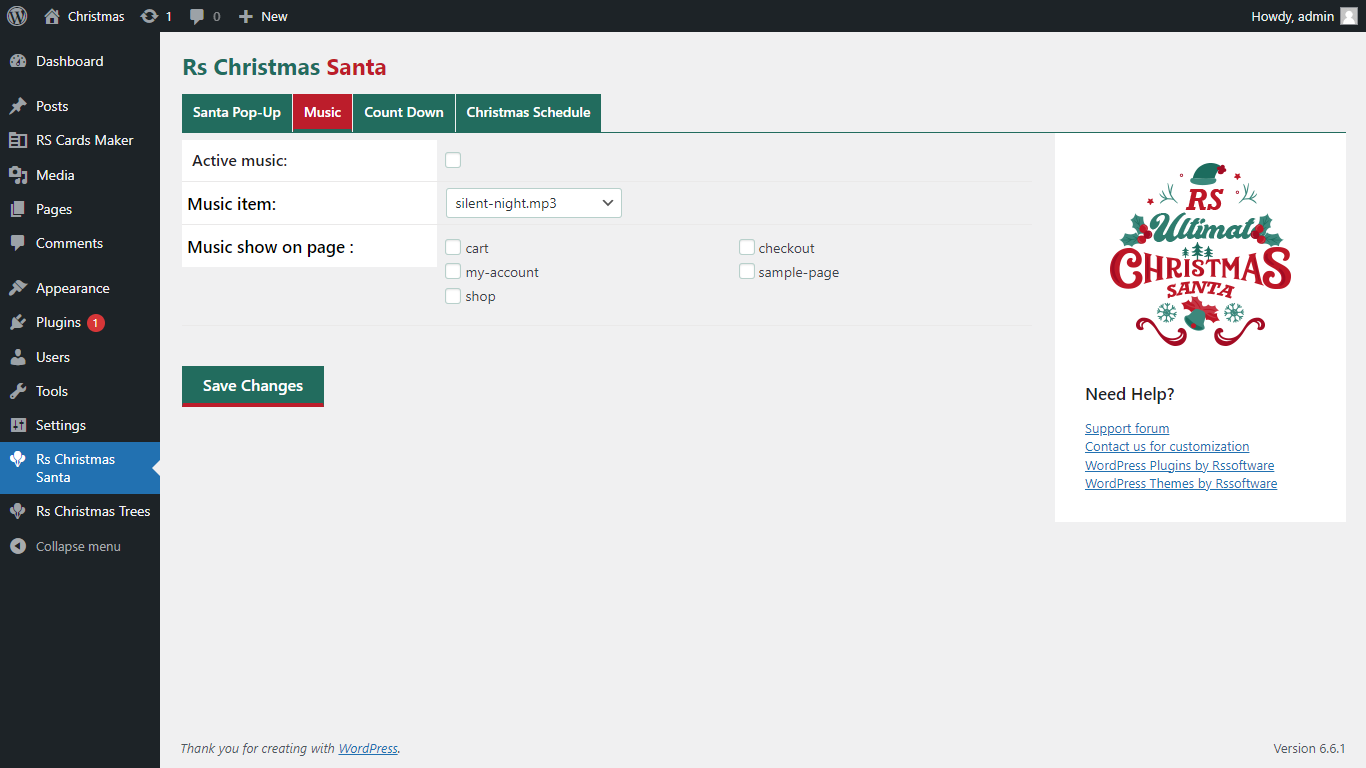 Christmas 1 0 New Howdy, admin
Dashboard
Posts
RS Cards Maker
Media
Pages
Comments
Appearance
Plugins 1
Users
Tools
Settings
Rs Christmas
Santa
Rs Christmas Trees
Collapse menu
Rs Christmas Santa
Santa Pop-Up Music Count Down Christmas Schedule
Active music:
Music item: silent-night.mp3
Music show on page :
cart checkout
my-account sample-page
shop
Save Changes
RS
Ultimate
CHRISTMAS
SANTA
Need Help?
Support forum
Contact us for customization
WordPress Plugins by Rssoftware
WordPress Themes by Rssoftware
Thank you for creating with WordPress.
Version 6.6.1